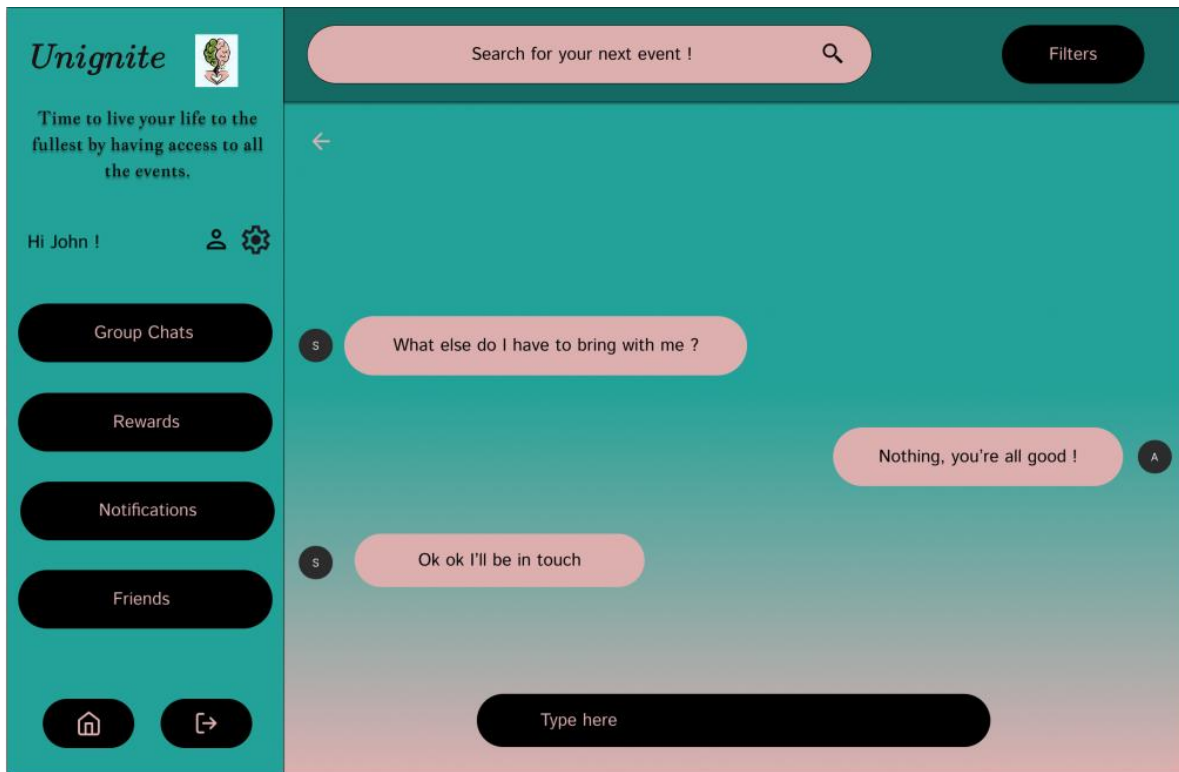 Unignite
Time to live your life to the
fullest by having access to all
the events.
Hi John !
Group Chats
Rewards
Notifications
Friends
Search for your next event !
Filters
S
What else do I have to bring with me ?
Nothing, you're all good !
A
S
Ok ok I'll be in touch
Type here